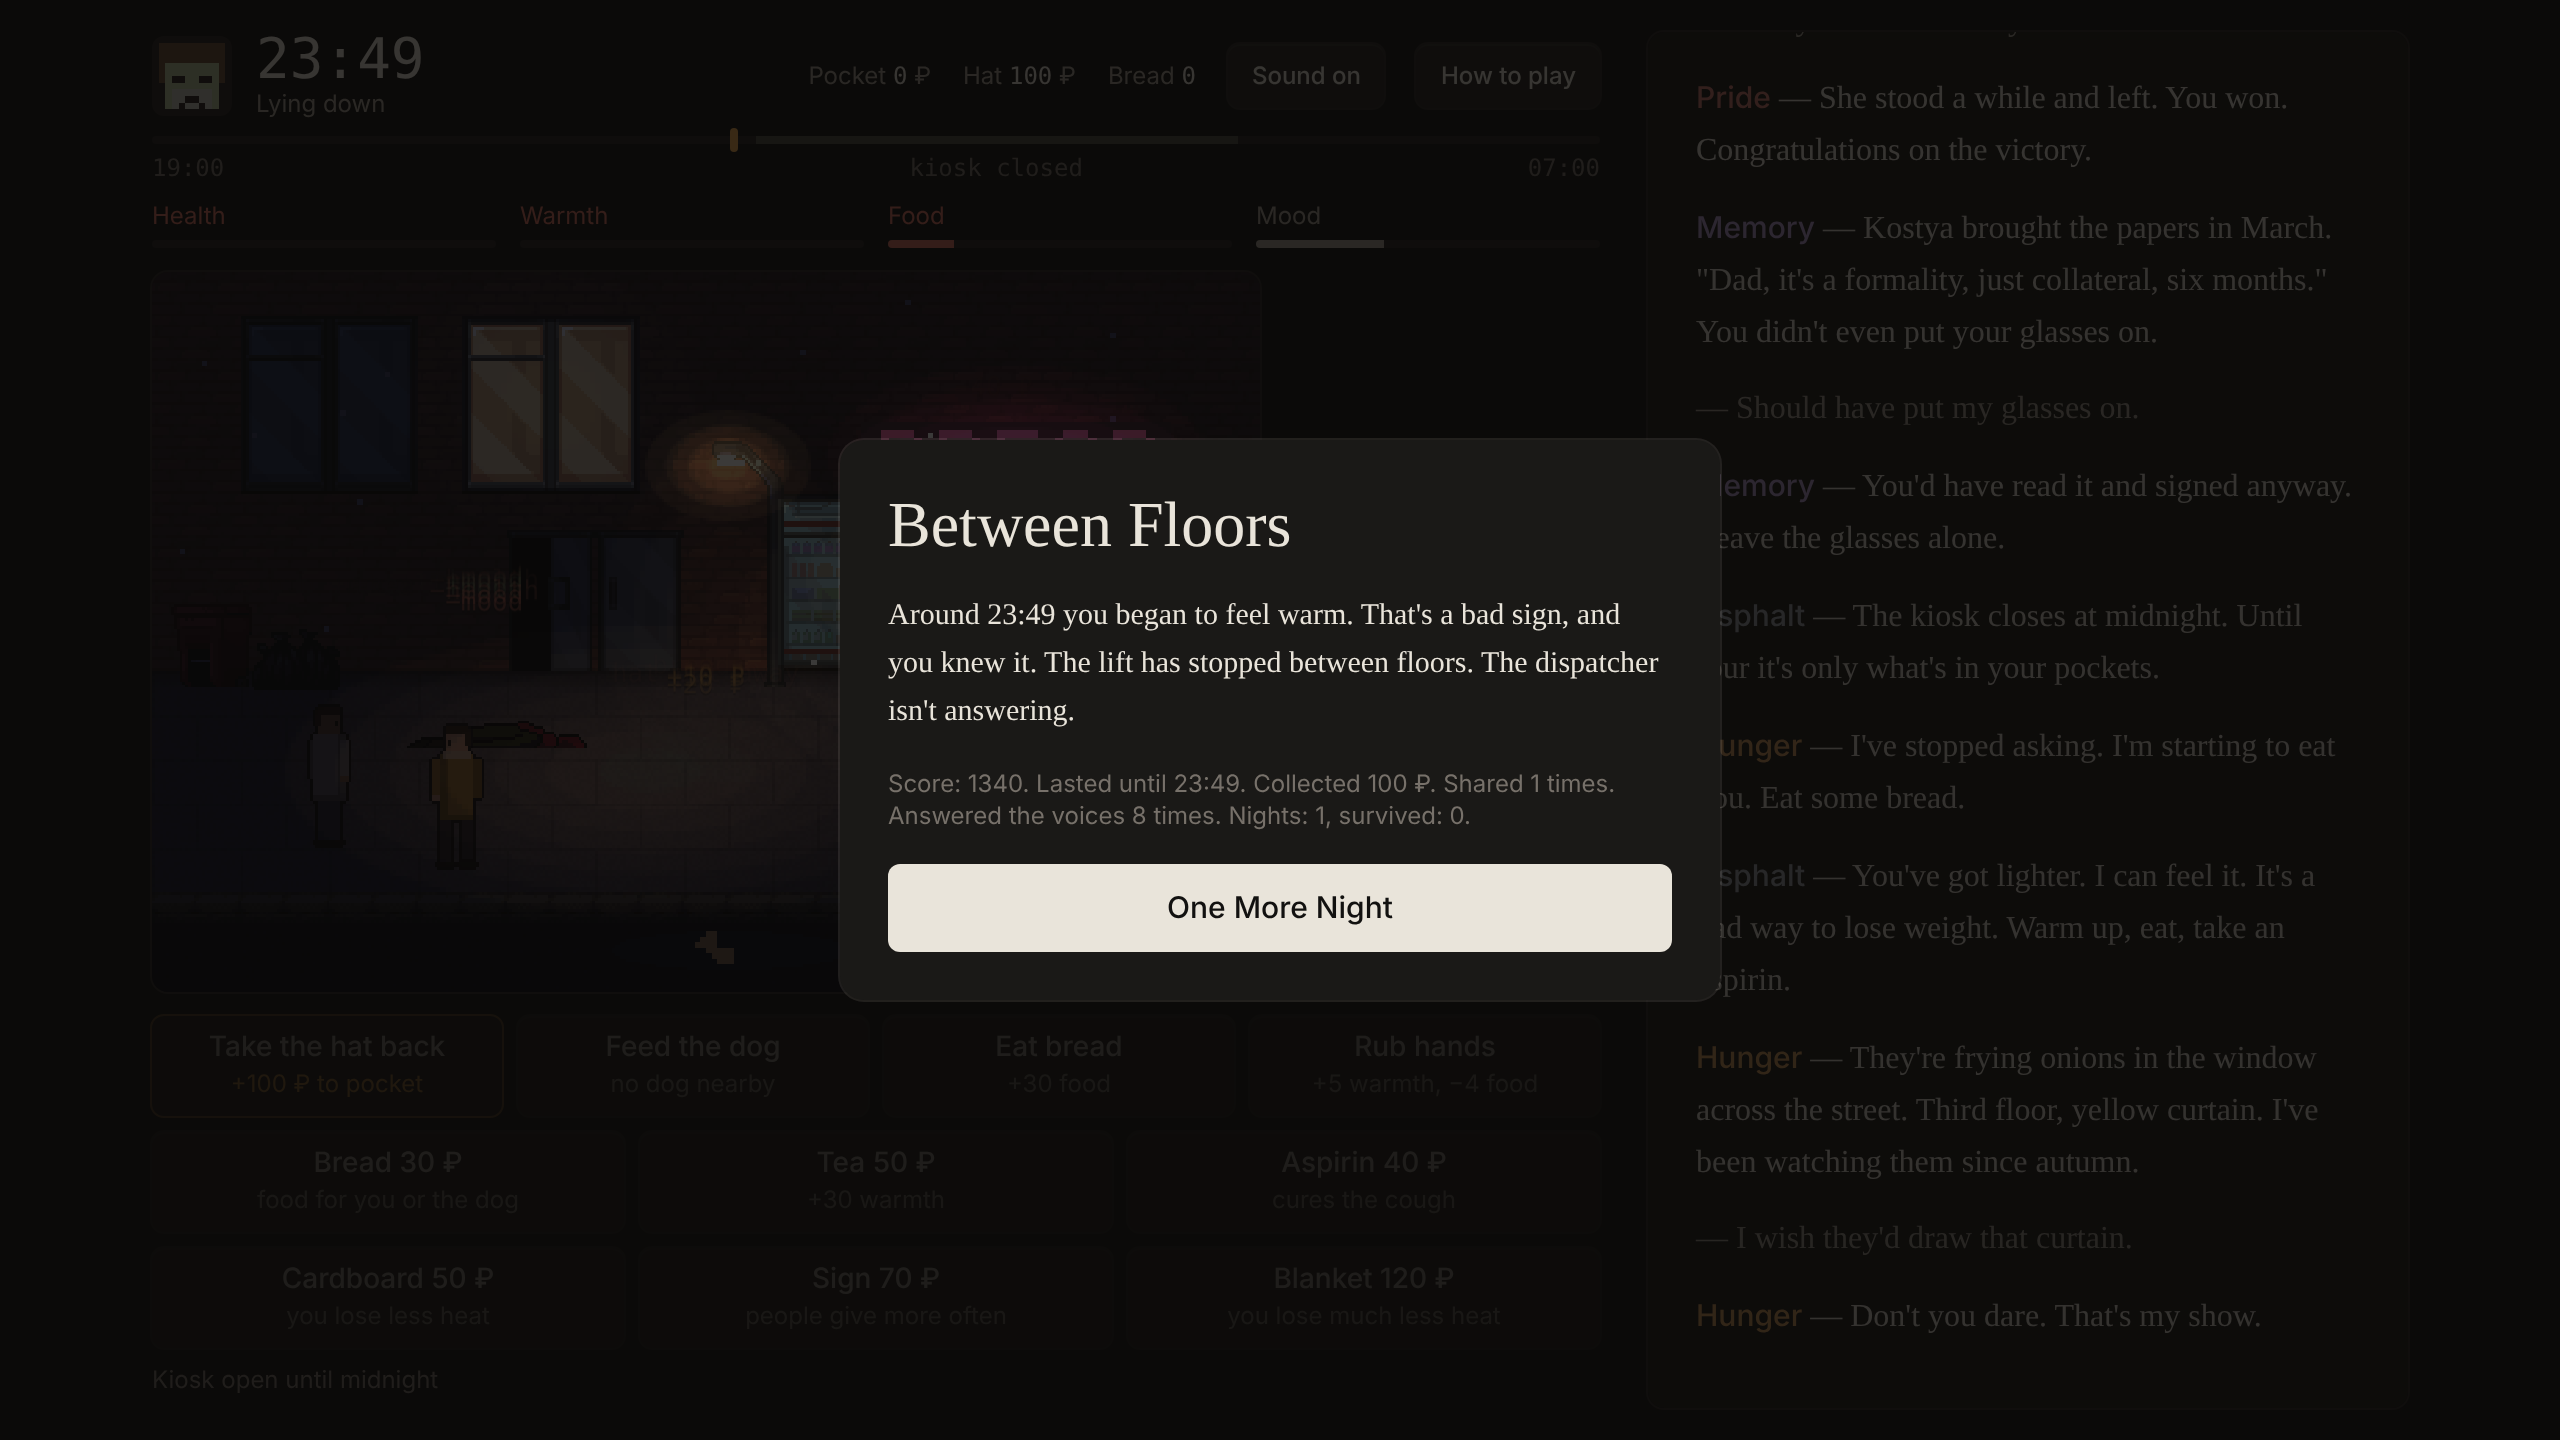 23:49
Lying down
Pocket 0 ₽
Hat 100 ₽
Bread 0
Sound on
How to play
19:00
kiosk closed
07:00
Health
Warmth
Food
Mood
Between Floors
Around 23:49 you began to feel warm. That's a bad sign, and
you knew it. The lift has stopped between floors. The dispatcher
isn't answering.
Score: 1340. Lasted until 23:49. Collected 100 ₽. Shared 1 times.
Answered the voices 8 times. Nights: 1, survived: 0.
One More Night
Take the hat back
+100 ₽ to pocket
Feed the dog
no dog nearby
Eat bread
+30 food
Rub hands
+5 warmth, −4 food
Bread 30 ₽
food for you or the dog
Tea 50 ₽
+30 warmth
Aspirin 40 ₽
cures the cough
Cardboard 50 ₽
you lose less heat
Sign 70 ₽
people give more often
Blanket 120 ₽
you lose much less heat
Kiosk open until midnight
Pride — She stood a while and left. You won.
Congratulations on the victory.
Memory — Kostya brought the papers in March.
"Dad, it's a formality, just collateral, six months."
You didn't even put your glasses on.
— Should have put my glasses on.
emory — You'd have read it and signed anyway.
eave the glasses alone.
sphalt — The kiosk closes at midnight. Until
our it's only what's in your pockets.
unger — I've stopped asking. I'm starting to eat
ou. Eat some bread.
sphalt — You've got lighter. I can feel it. It's a
ad way to lose weight. Warm up, eat, take an
spirin.
Hunger — They're frying onions in the window
across the street. Third floor, yellow curtain. I've
been watching them since autumn.
— I wish they'd draw that curtain.
Hunger — Don't you dare. That's my show.